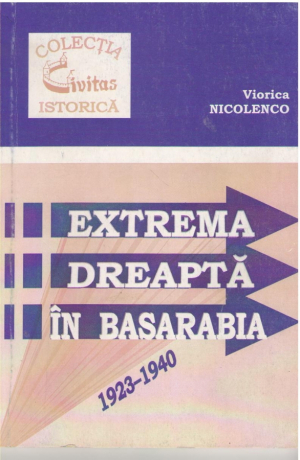 COLECȚIA
Civitas
ISTORICĂ
Viorica
NICOLENCO
EXTREMA
DREAPTĂ
ÎN BASARABIA
1923-1940